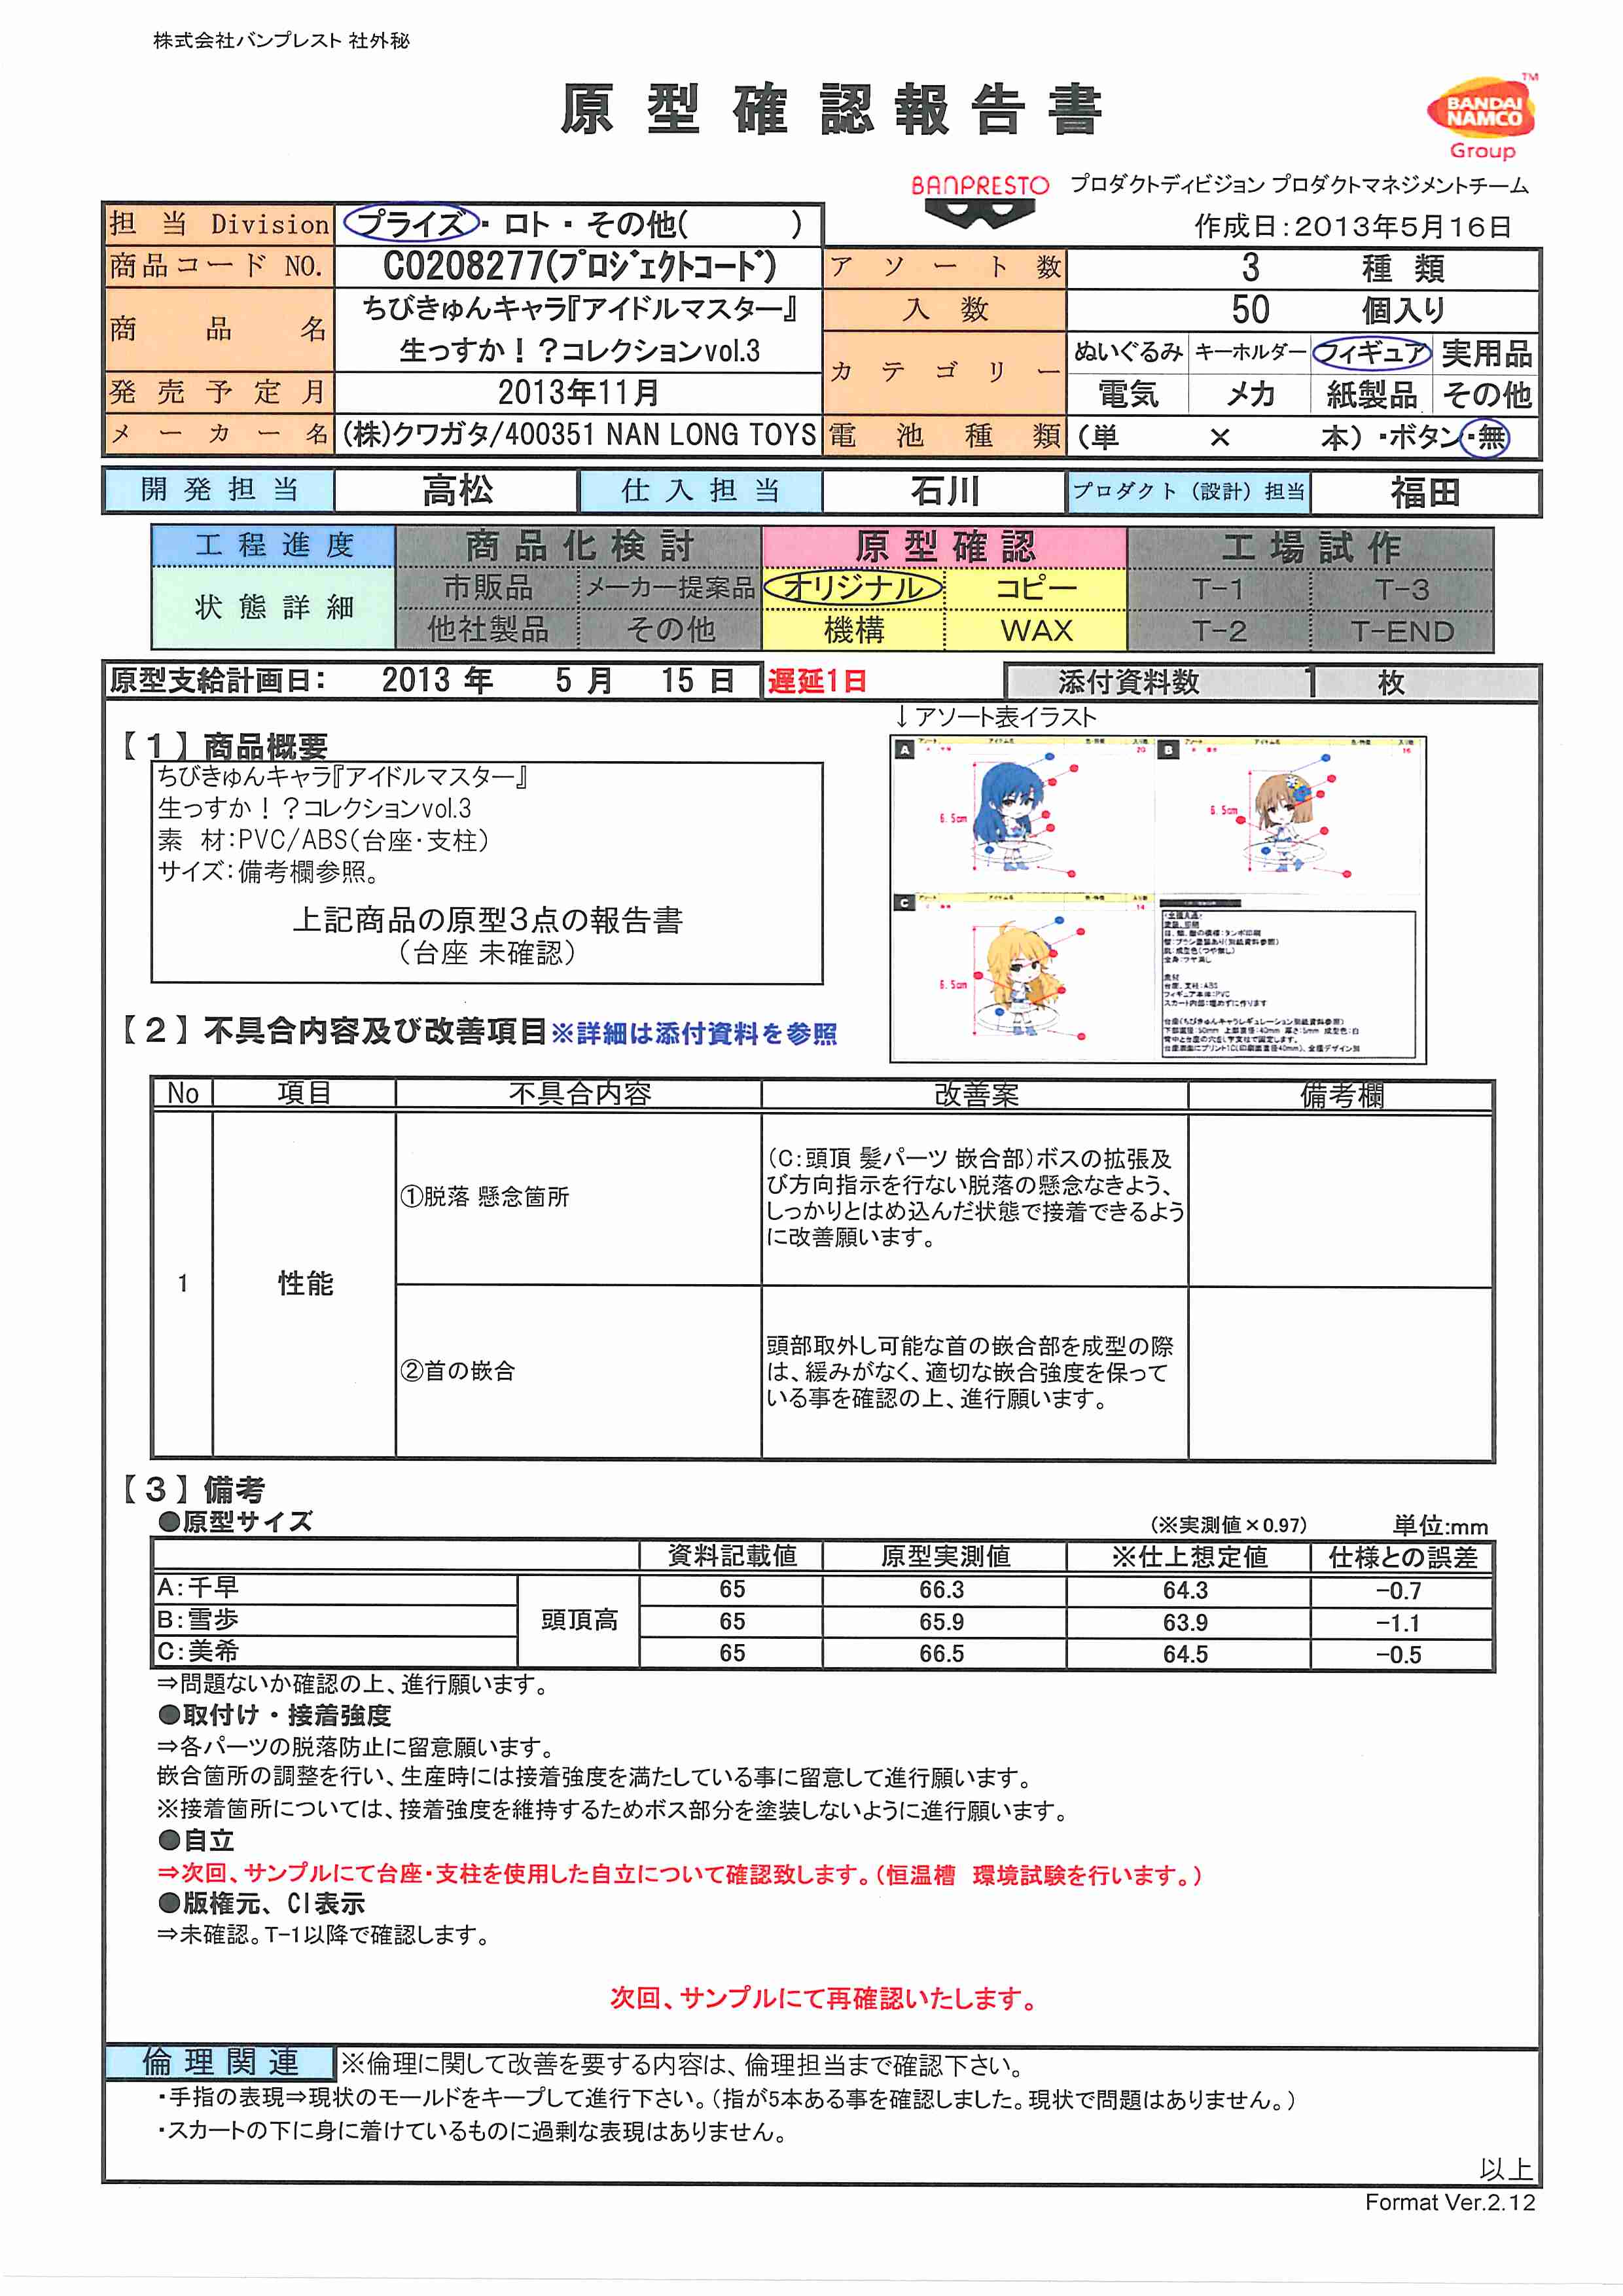 株式会社バンプレスト 社外秘
原型確認報告書
BANDAI NAMCO Group TM
BANPRESTO プロダクトディビジョン プロダクトマネジメントチーム
作成日:2013年5月16日
担当 Division プライズ・ロト・その他( )
商品コード NO. C0208277(プロジェクトコード) アソート数 3 種類
商品名 ちびきゅんキャラ『アイドルマスター』 入数 50 個入り
生っすか！？コレクションvol.3 カテゴリー ぬいぐるみ キーホルダー フィギュア 実用品
発売予定月 2013年11月 電気 メカ 紙製品 その他
メーカー名 (株)クワガタ/400351 NAN LONG TOYS 電池種類 (単 × 本)・ボタン・無
開発担当 高松 仕入担当 石川 プロダクト(設計)担当 福田
工程進度 商品化検討 原型確認 工場試作
状態詳細 市販品 メーカー提案品 オリジナル コピー T-1 T-3
他社製品 その他 機構 WAX T-2 T-END
原型支給計画日: 2013 年 5 月 15 日 遅延1日 添付資料数 1 枚
↓アソート表イラスト
【1】商品概要
ちびきゅんキャラ『アイドルマスター』
生っすか！？コレクションvol.3
素 材:PVC/ABS(台座・支柱)
サイズ:備考欄参照。
上記商品の原型3点の報告書
(台座 未確認)
A 6.5cm
B 6.5cm
C 6.5cm
【2】不具合内容及び改善項目※詳細は添付資料を参照
No 項目 不具合内容 改善案 備考欄
1 性能
①脱落 懸念箇所
(C:頭頂 髪パーツ 嵌合部)ボスの拡張及
び方向指示を行ない脱落の懸念なきよう、
しっかりとはめ込んだ状態で接着できるよう
に改善願います。
②首の嵌合
頭部取外し可能な首の嵌合部を成型の際
は、緩みがなく、適切な嵌合強度を保って
いる事を確認の上、進行願います。
【3】備考
●原型サイズ (※実測値×0.97) 単位:mm
資料記載値 原型実測値 ※仕上想定値 仕様との誤差
A:千早 頭頂高 65 66.3 64.3 -0.7
B:雪歩 65 65.9 63.9 -1.1
C:美希 65 66.5 64.5 -0.5
⇒問題ないか確認の上、進行願います。
●取付け・接着強度
⇒各パーツの脱落防止に留意願います。
嵌合箇所の調整を行い、生産時には接着強度を満たしている事に留意して進行願います。
※接着箇所については、接着強度を維持するためボス部分を塗装しないように進行願います。
●自立
⇒次回、サンプルにて台座・支柱を使用した自立について確認致します。(恒温槽 環境試験を行います。)
●版権元、CI表示
⇒未確認。T-1以降で確認します。
次回、サンプルにて再確認いたします。
倫理関連 ※倫理に関して改善を要する内容は、倫理担当まで確認下さい。
・手指の表現⇒現状のモールドをキープして進行下さい。(指が5本ある事を確認しました。現状で問題はありません。)
・スカートの下に身に着けているものに過剰な表現はありません。
以上
Format Ver.2.12